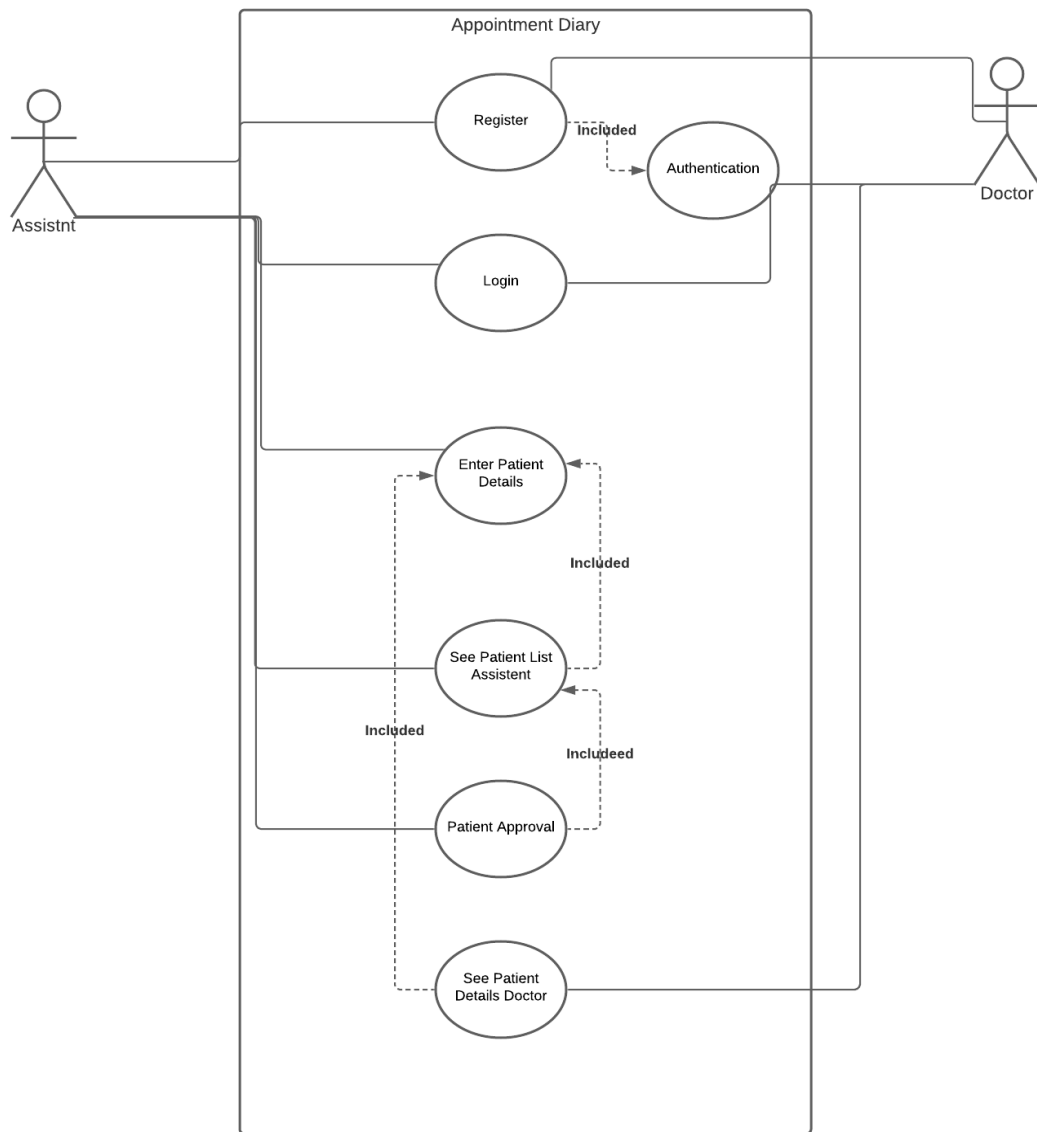 Appointment Diary
Register
Included
Authentication
Assistnt
Doctor
Login
Enter Patient
Details
Included
See Patient List
Assistent
Included
Includeed
Patient Approval
See Patient
Details Doctor